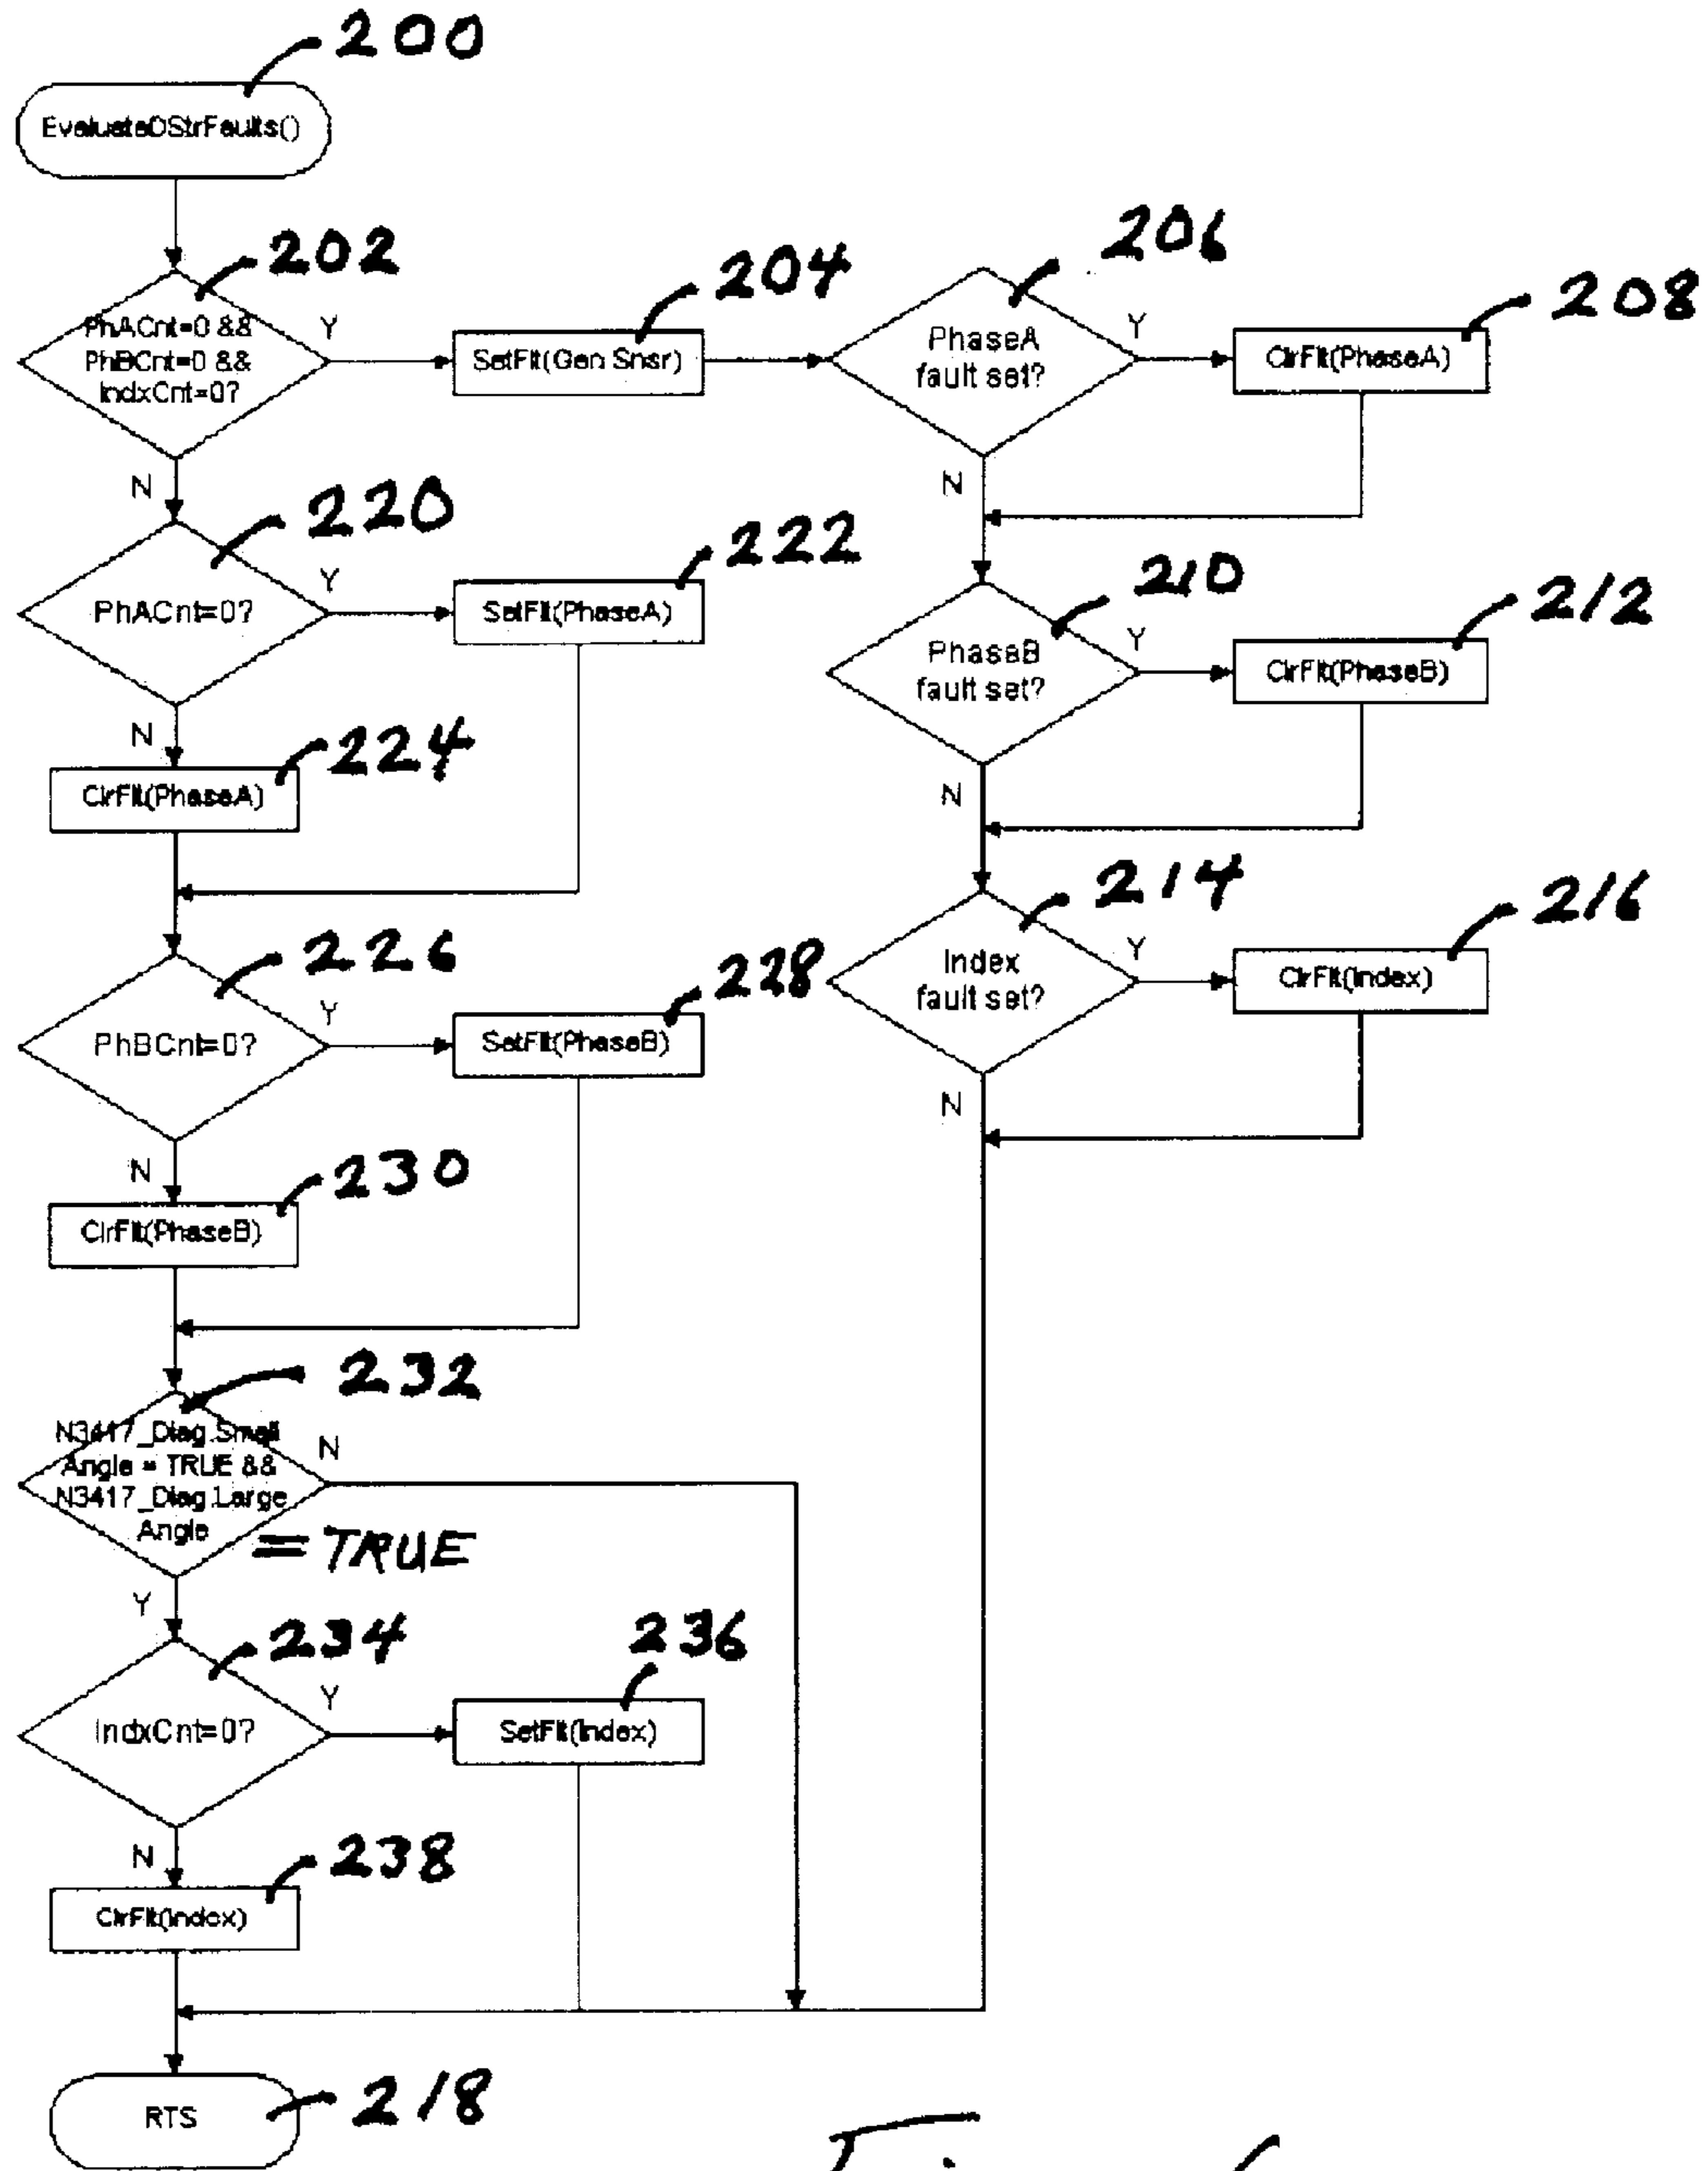 200
EvaluateDStrFaults()
202
PhACnt=0 &&
PhBCnt=0 &&
IndxCnt=0?
Y
N
204
SetFlt(Gen Snsr)
206
PhaseA
fault set?
Y
N
208
ClrFlt(PhaseA)
220
PhACnt=0?
Y
N
222
SetFlt(PhaseA)
210
PhaseB
fault set?
Y
N
212
ClrFlt(PhaseB)
224
ClrFlt(PhaseA)
214
Index
fault set?
Y
N
216
ClrFlt(Index)
226
PhBCnt=0?
Y
N
228
SetFlt(PhaseB)
230
ClrFlt(PhaseB)
232
N3417_Diag.Small
Angle = TRUE &&
N3417_Diag.Large
Angle
= TRUE
N
Y
234
IndxCnt=0?
Y
N
236
SetFlt(Index)
238
ClrFlt(Index)
RTS
218